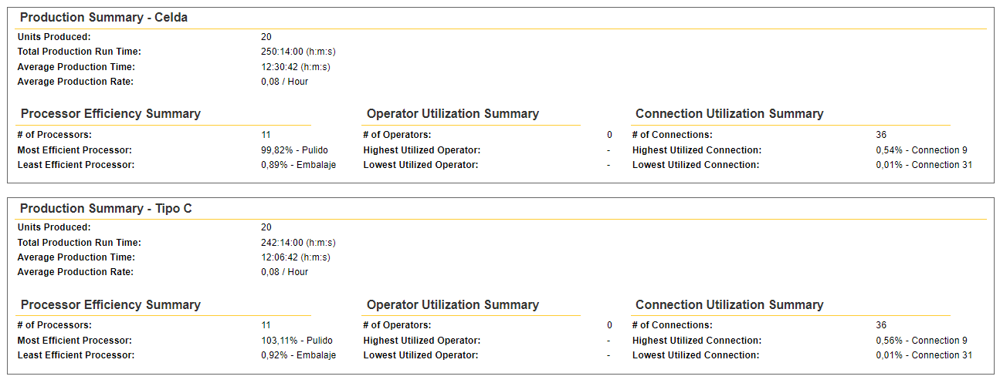 Production Summary - Celda
Units Produced: 20
Total Production Run Time: 250:14:00 (h:m:s)
Average Production Time: 12:30:42 (h:m:s)
Average Production Rate: 0,08 / Hour
Processor Efficiency Summary Operator Utilization Summary Connection Utilization Summary
# of Processors: 11 # of Operators: 0 # of Connections: 36
Most Efficient Processor: 99,82% - Pulido Highest Utilized Operator: - Highest Utilized Connection: 0,54% - Connection 9
Least Efficient Processor: 0,89% - Embalaje Lowest Utilized Operator: - Lowest Utilized Connection: 0,01% - Connection 31
Production Summary - Tipo C
Units Produced: 20
Total Production Run Time: 242:14:00 (h:m:s)
Average Production Time: 12:06:42 (h:m:s)
Average Production Rate: 0,08 / Hour
Processor Efficiency Summary Operator Utilization Summary Connection Utilization Summary
# of Processors: 11 # of Operators: 0 # of Connections: 36
Most Efficient Processor: 103,11% - Pulido Highest Utilized Operator: - Highest Utilized Connection: 0,56% - Connection 9
Least Efficient Processor: 0,92% - Embalaje Lowest Utilized Operator: - Lowest Utilized Connection: 0,01% - Connection 31